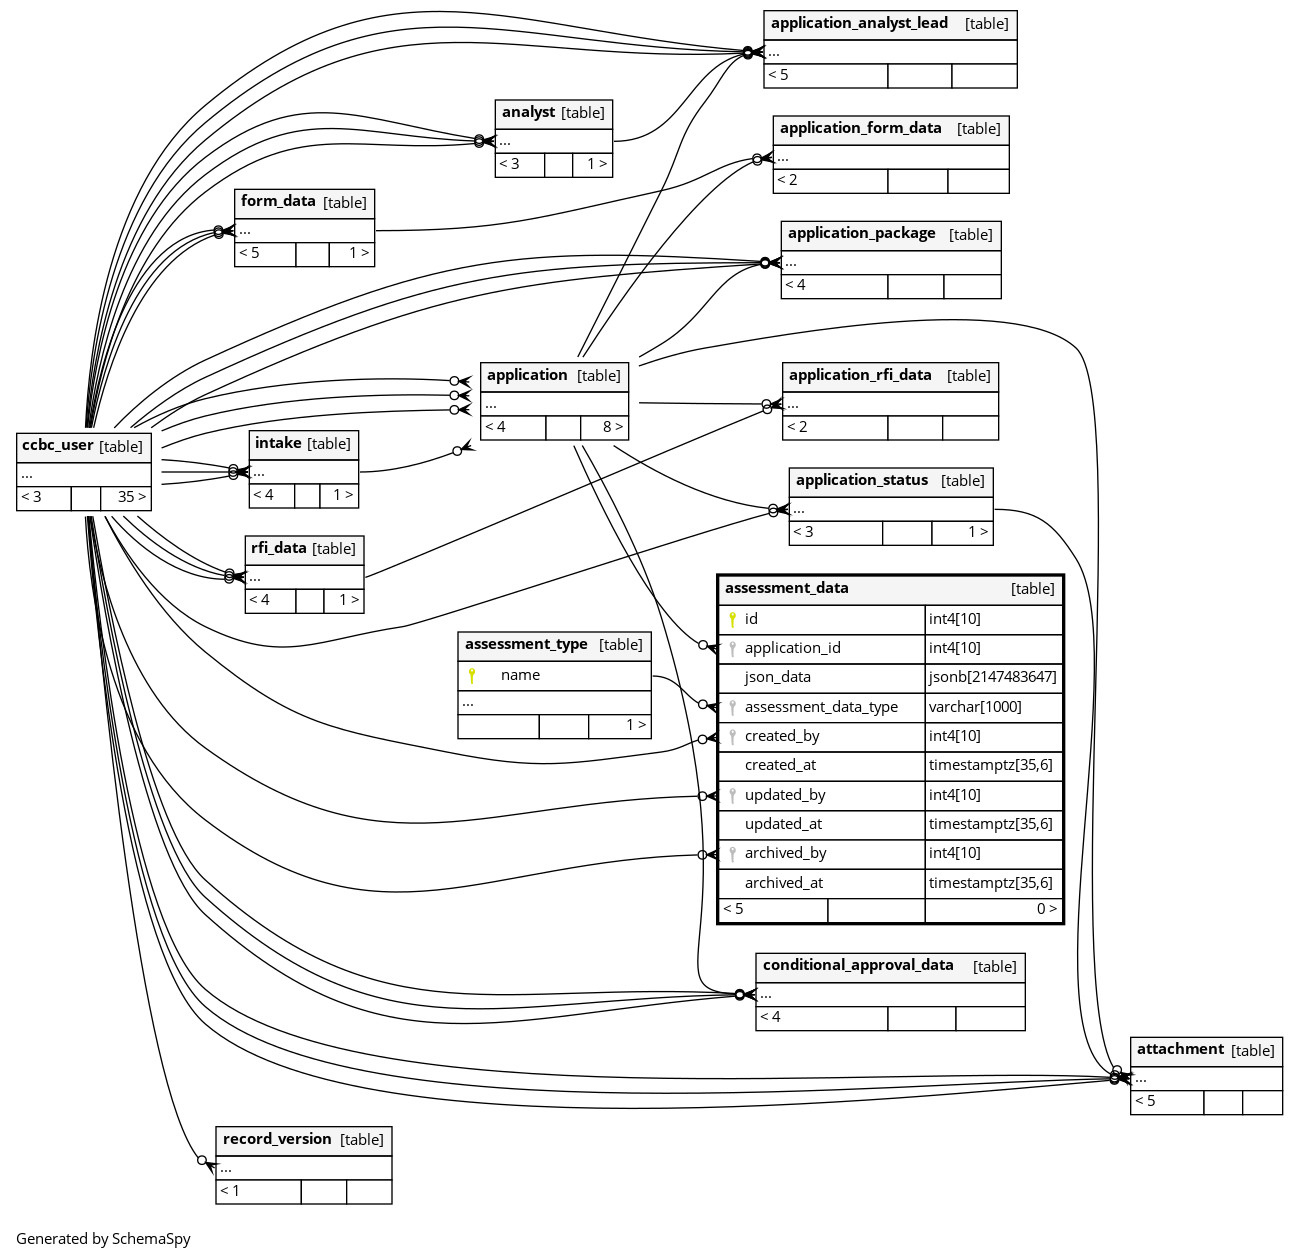 application_analyst_lead [table]
...
< 5
analyst [table]
...
< 3 1 >
application_form_data [table]
...
< 2
form_data [table]
...
< 5 1 >
application_package [table]
...
< 4
application [table]
...
< 4 8 >
application_rfi_data [table]
...
< 2
ccbc_user [table]
...
< 3 35 >
intake [table]
...
< 4 1 >
application_status [table]
...
< 3 1 >
rfi_data [table]
...
< 4 1 >
assessment_data [table]
id int4[10]
application_id int4[10]
json_data jsonb[2147483647]
assessment_data_type varchar[1000]
created_by int4[10]
created_at timestamptz[35,6]
updated_by int4[10]
updated_at timestamptz[35,6]
archived_by int4[10]
archived_at timestamptz[35,6]
< 5 0 >
assessment_type [table]
name
...
1 >
conditional_approval_data [table]
...
< 4
attachment [table]
...
< 5
record_version [table]
...
< 1
Generated by SchemaSpy